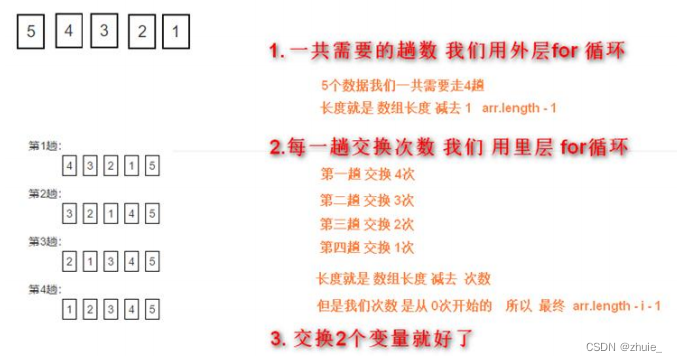 5 4 3 2 1
1. 一共需要的趟数 我们用外层for 循环
5个数据我们一共需要走4趟
长度就是 数组长度 减去 1 arr.length - 1
第1趟:
4 3 2 1 5
第2趟:
3 2 1 4 5
第3趟:
2 1 3 4 5
第4趟:
1 2 3 4 5
2.每一趟交换次数 我们 用里层 for循环
第一趟 交换 4次
第二趟 交换 3次
第三趟 交换 2次
第四趟 交换 1次
长度就是 数组长度 减去 次数
但是我们次数 是从 0次开始的 所以 最终 arr.length - i - 1
3. 交换2个变量就好了
CSDN @zhuie_